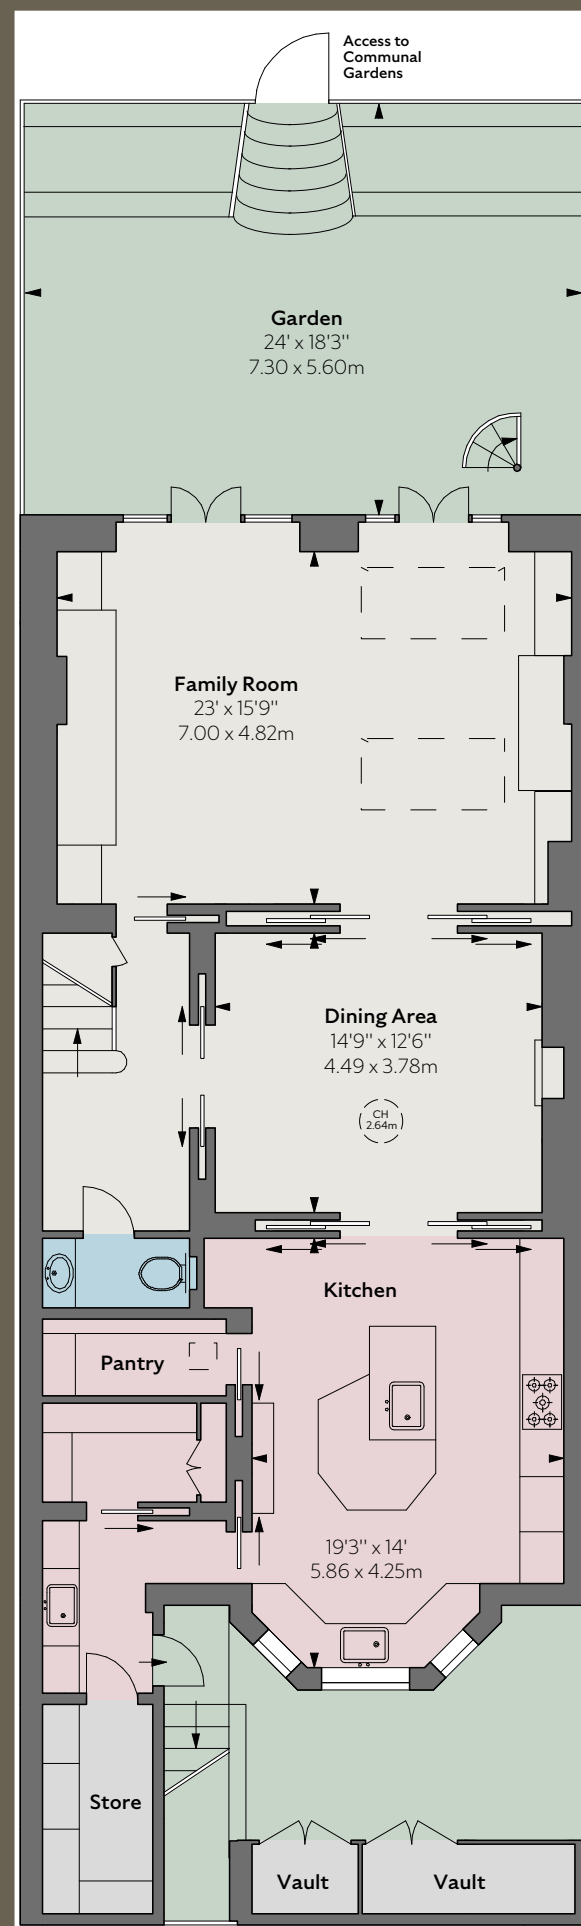 Access to
Communal
Gardens
Garden
24' x 18'3''
7.30 x 5.60m
Family Room
23' x 15'9''
7.00 x 4.82m
Dining Area
14'9'' x 12'6''
4.49 x 3.78m
CH
2.64m
Kitchen
Pantry
19'3'' x 14'
5.86 x 4.25m
Store
Vault
Vault